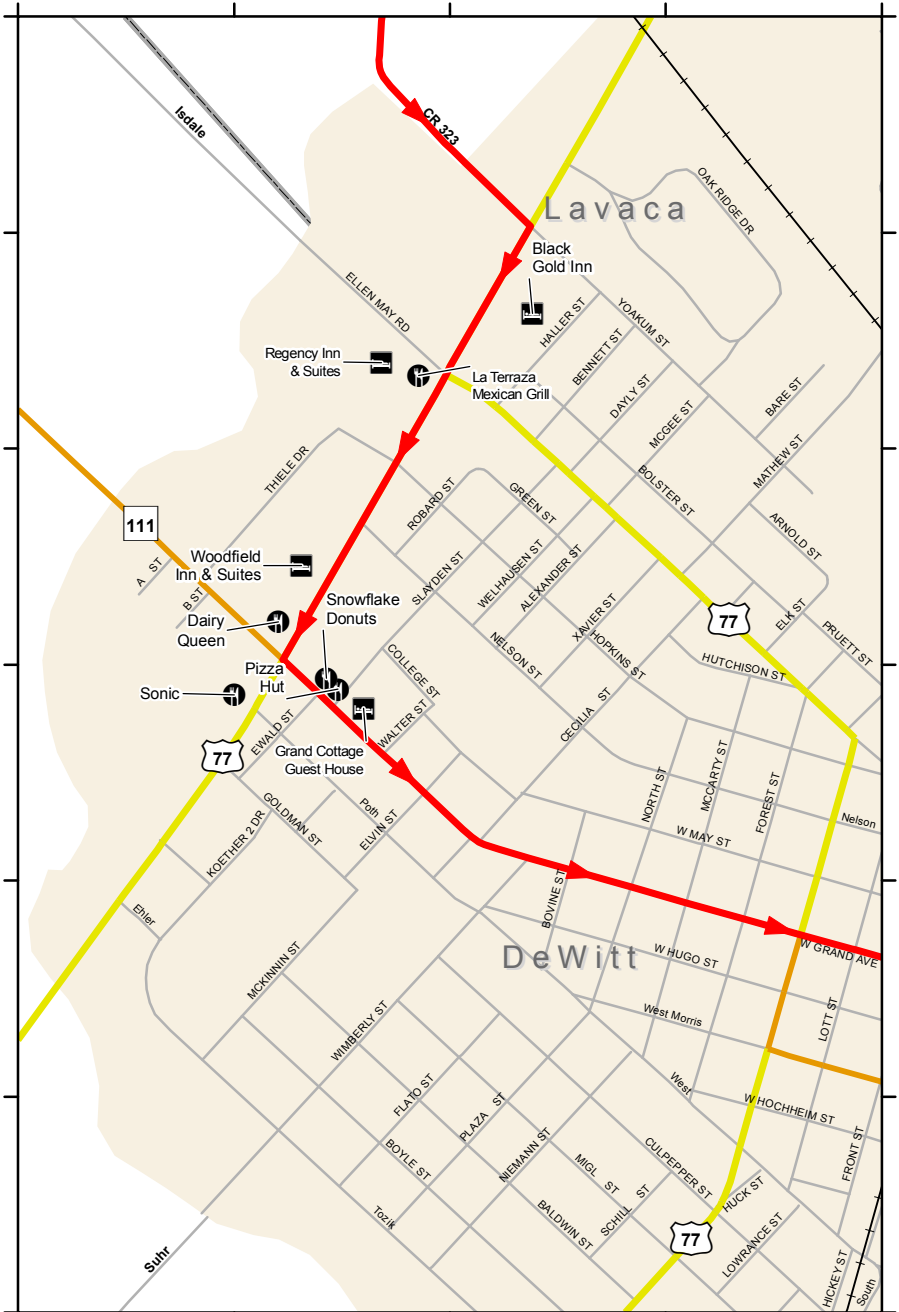 Isdale
CR 323
OAK RIDGE DR
Lavaca
Black
Gold Inn
ELLEN MAY RD
HALLER ST
YOAKUM ST
BENNETT ST
Regency Inn
& Suites
La Terraza
Mexican Grill
DAYLY ST
MCGEE ST
BARE ST
MATHEW ST
THIELE DR
ROBARD ST
GREEN ST
BOLSTER ST
111
ARNOLD ST
A ST
B ST
Woodfield
Inn & Suites
SLAYDEN ST
WELHAUSEN ST
ALEXANDER ST
Snowflake
Donuts
Dairy
Queen
XAVIER ST
77
ELK ST
PRUETT ST
NELSON ST
HOPKINS ST
HUTCHISON ST
COLLEGE ST
Pizza
Hut
Sonic
CECILIA ST
EWALD ST
WALTER ST
77
Grand Cottage
Guest House
NORTH ST
MCCARTY ST
FOREST ST
GOLDMAN ST
Poth
ELVIN ST
KOETHER 2 DR
Nelson
W MAY ST
BOVINE ST
Ehler
W GRAND AVE
DeWitt
W HUGO ST
MCKINNIN ST
West Morris
LOTT ST
WIMBERLY ST
West
W HOCHHEIM ST
FLATO ST
PLAZA ST
FRONT ST
BOYLE ST
NIEMANN ST
MIGL ST
CULPEPPER ST
HUCK ST
SCHILL ST
BALDWIN ST
Tozik
77
LOWRANCE ST
Suhr
HICKEY ST
South